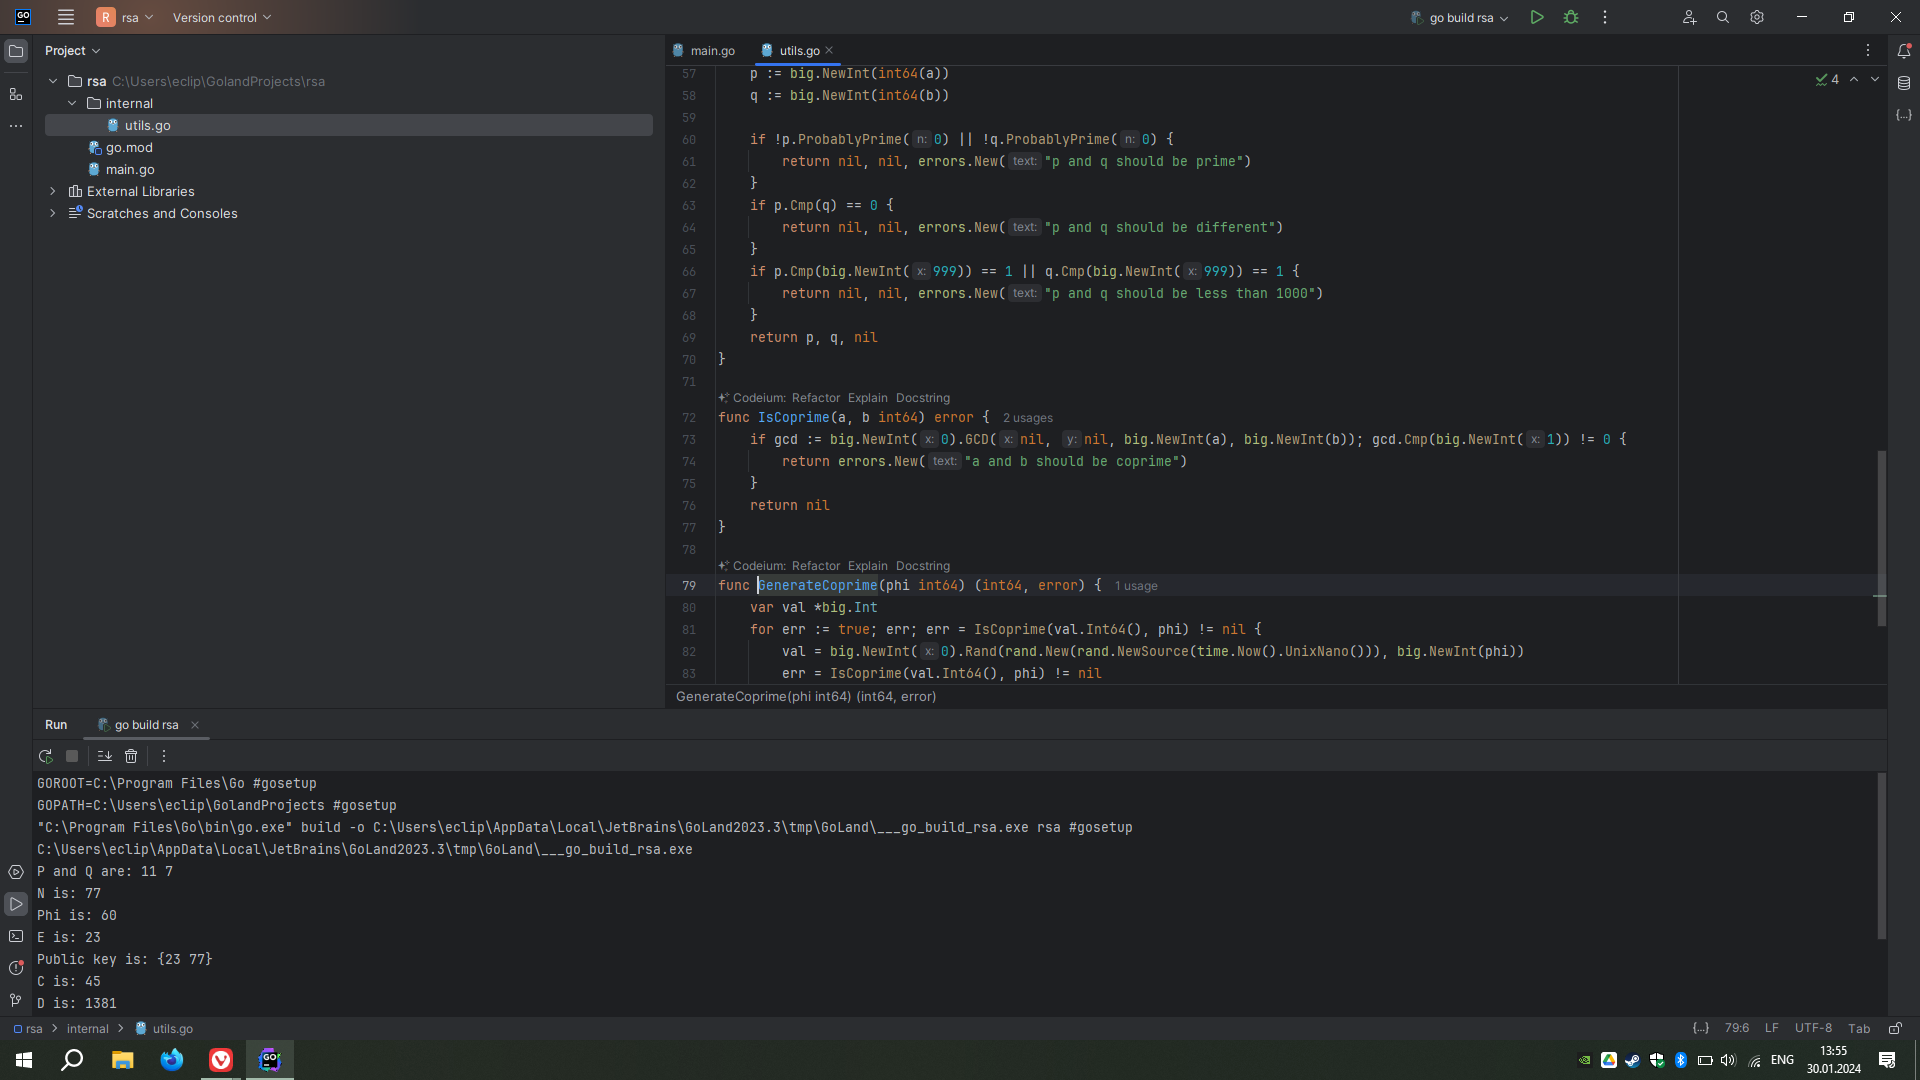 GO
R rsa Version control
go build rsa
Project
rsa C:\Users\eclip\GolandProjects\rsa
internal
utils.go
go.mod
main.go
External Libraries
Scratches and Consoles
main.go utils.go
4
57 p := big.NewInt(int64(a))
58 q := big.NewInt(int64(b))
59
60 if !p.ProbablyPrime( n: 0) || !q.ProbablyPrime( n: 0) {
61 return nil, nil, errors.New( text: "p and q should be prime")
62 }
63 if p.Cmp(q) == 0 {
64 return nil, nil, errors.New( text: "p and q should be different")
65 }
66 if p.Cmp(big.NewInt( x: 999)) == 1 || q.Cmp(big.NewInt( x: 999)) == 1 {
67 return nil, nil, errors.New( text: "p and q should be less than 1000")
68 }
69 return p, q, nil
70 }
71
Codeium: Refactor Explain Docstring
72 func IsCoprime(a, b int64) error { 2 usages
73 if gcd := big.NewInt( x: 0).GCD( x: nil, y: nil, big.NewInt(a), big.NewInt(b)); gcd.Cmp(big.NewInt( x: 1)) != 0 {
74 return errors.New( text: "a and b should be coprime")
75 }
76 return nil
77 }
78
Codeium: Refactor Explain Docstring
79 func GenerateCoprime(phi int64) (int64, error) { 1 usage
80 var val *big.Int
81 for err := true; err; err = IsCoprime(val.Int64(), phi) != nil {
82 val = big.NewInt( x: 0).Rand(rand.New(rand.NewSource(time.Now().UnixNano())), big.NewInt(phi))
83 err = IsCoprime(val.Int64(), phi) != nil
GenerateCoprime(phi int64) (int64, error)
Run go build rsa
GOROOT=C:\Program Files\Go #gosetup
GOPATH=C:\Users\eclip\GolandProjects #gosetup
"C:\Program Files\Go\bin\go.exe" build -o C:\Users\eclip\AppData\Local\JetBrains\GoLand2023.3\tmp\GoLand\___go_build_rsa.exe rsa #gosetup
C:\Users\eclip\AppData\Local\JetBrains\GoLand2023.3\tmp\GoLand\___go_build_rsa.exe
P and Q are: 11 7
N is: 77
Phi is: 60
E is: 23
Public key is: {23 77}
C is: 45
D is: 1381
rsa internal utils.go
{...} 79:6 LF UTF-8 Tab
GO
ENG
13:55
30.01.2024